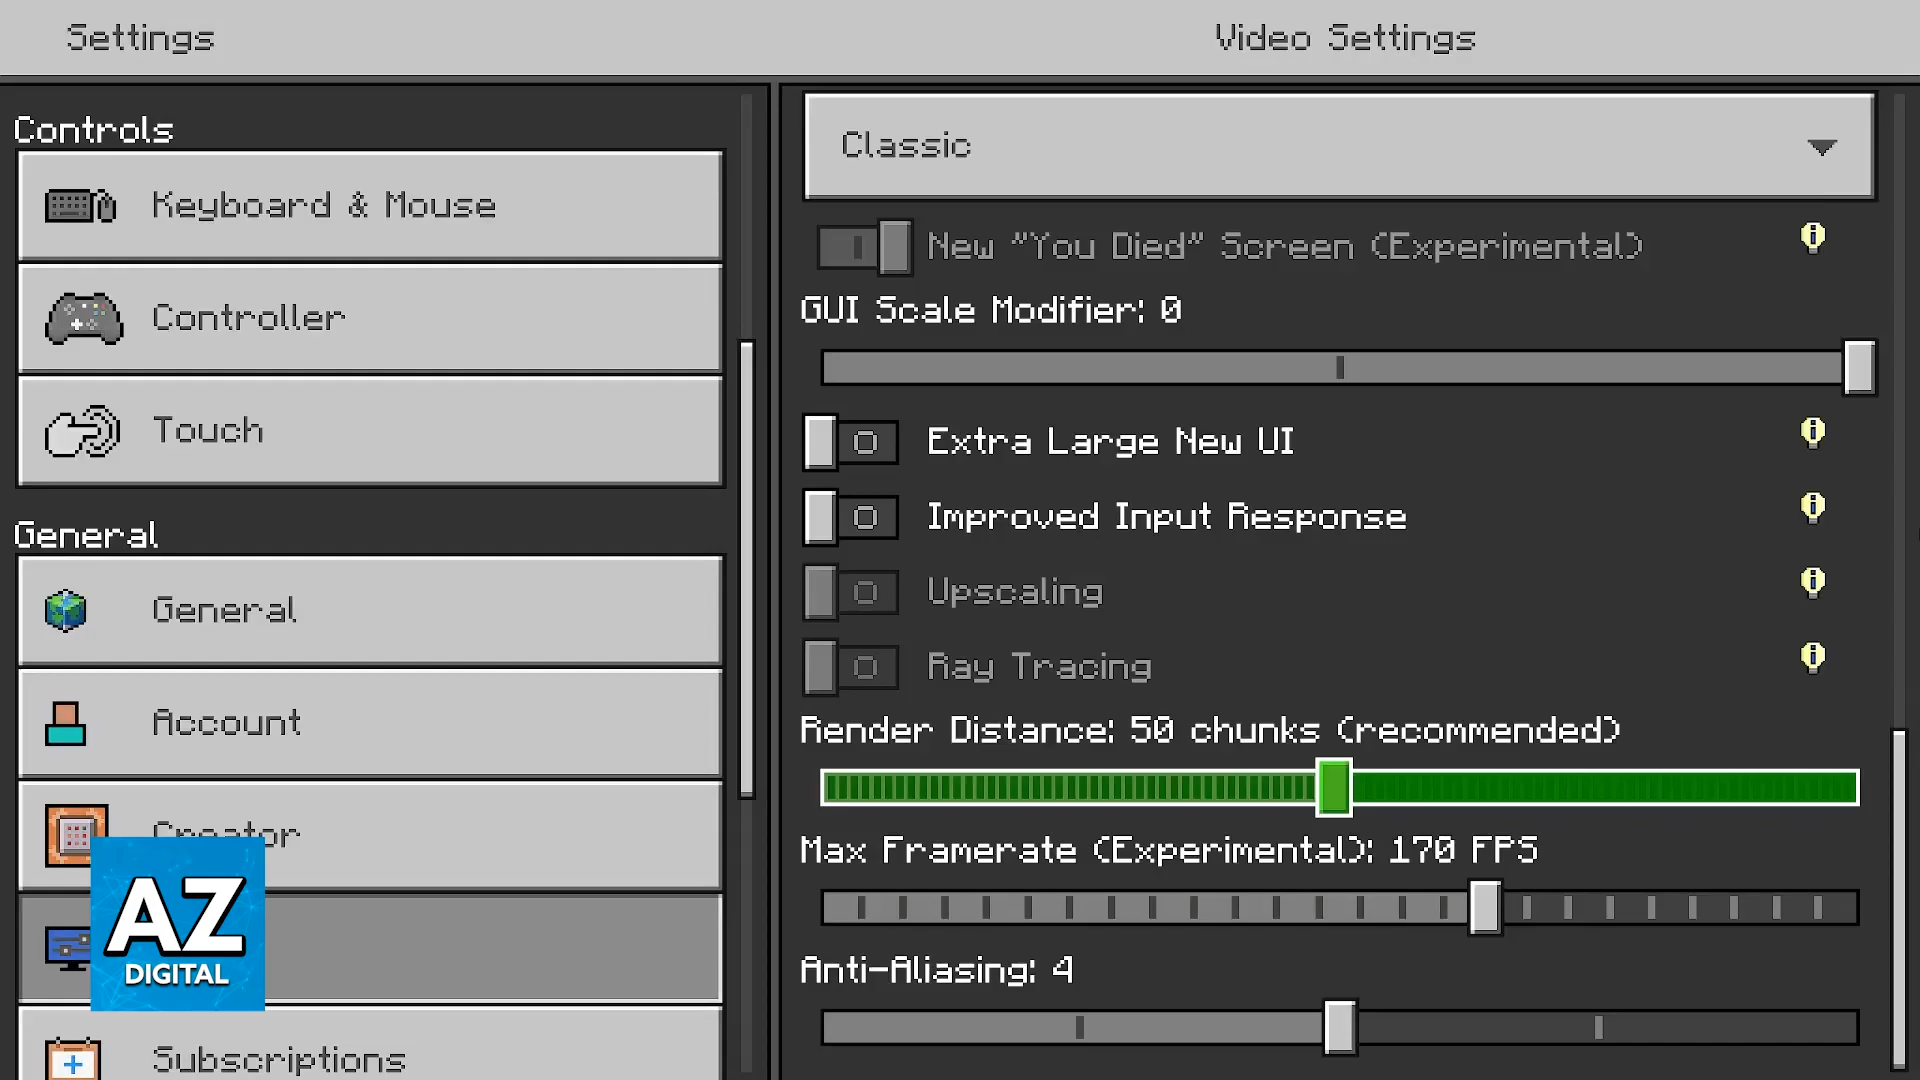 Settings
Video Settings
Controls
Keyboard & Mouse
Controller
Touch
General
General
Account
Creator
Subscriptions
AZ
DIGITAL
Classic
New "You Died" Screen (Experimental)
GUI Scale Modifier: 0
Extra Large New UI
Improved Input Response
Upscaling
Ray Tracing
Render Distance: 50 chunks (recommended)
Max Framerate (Experimental): 170 FPS
Anti-Aliasing: 4